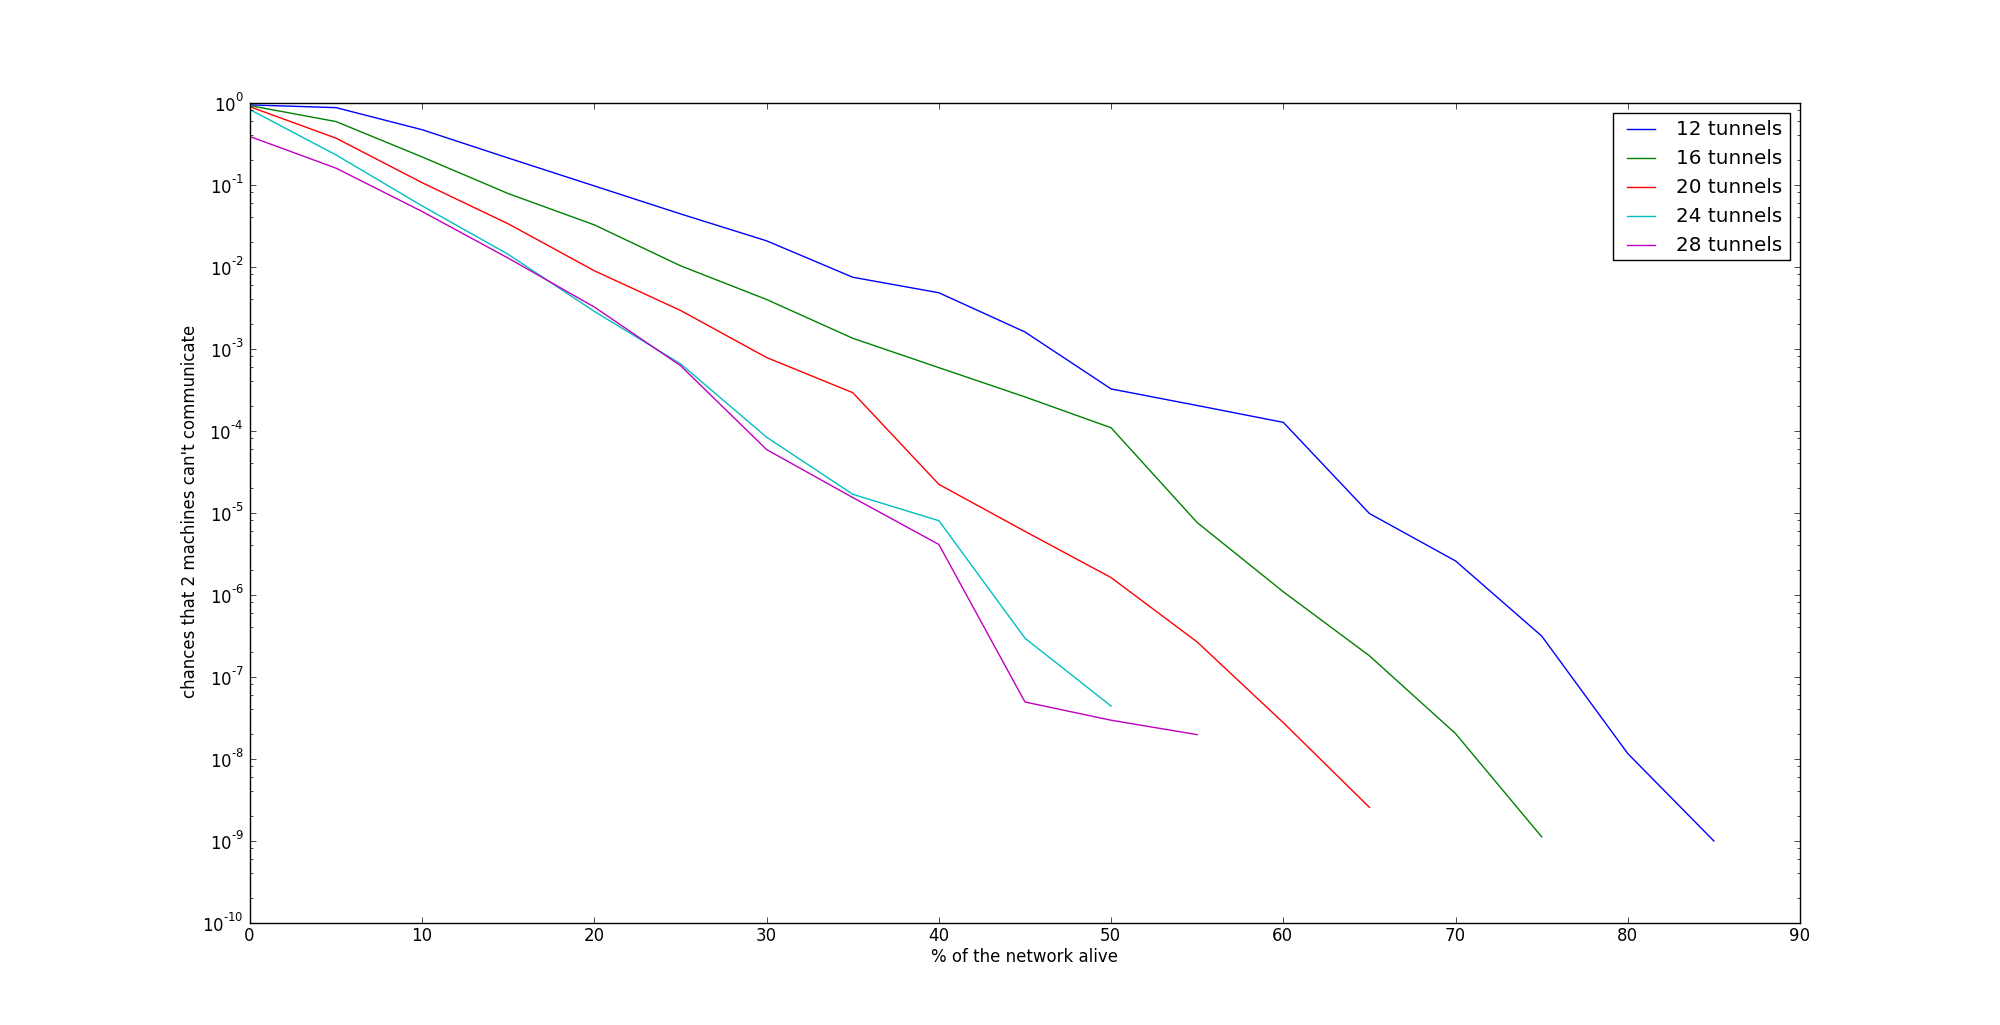 10^0
10^-1
10^-2
10^-3
10^-4
10^-5
10^-6
10^-7
10^-8
10^-9
10^-10
chances that 2 machines can't communicate
12 tunnels
16 tunnels
20 tunnels
24 tunnels
28 tunnels
0 10 20 30 40 50 60 70 80 90
% of the network alive